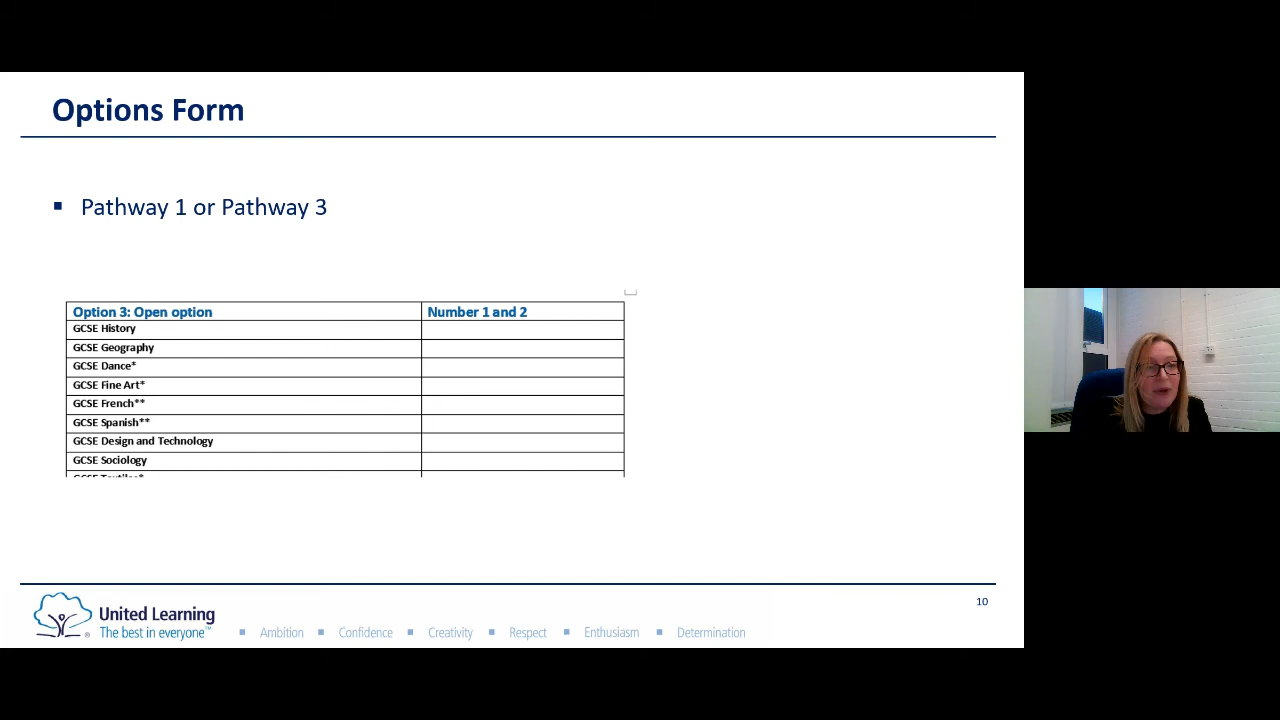 Options Form
▪ Pathway 1 or Pathway 3
Option 3: Open option Number 1 and 2
GCSE History
GCSE Geography
GCSE Dance*
GCSE Fine Art*
GCSE French**
GCSE Spanish**
GCSE Design and Technology
GCSE Sociology
10
United Learning
The best in everyone™
▪ Ambition ▪ Confidence ▪ Creativity ▪ Respect ▪ Enthusiasm ▪ Determination